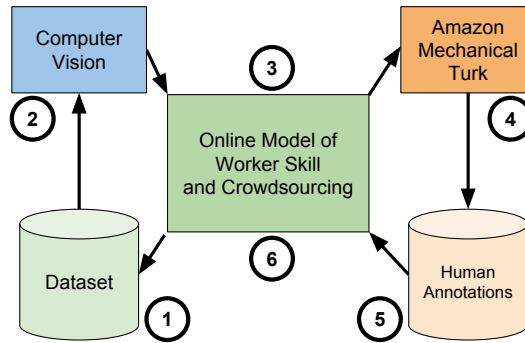 Computer
Vision
Amazon
Mechanical
Turk
3
2
4
Online Model of
Worker Skill
and Crowdsourcing
Dataset
6
Human
Annotations
1
5